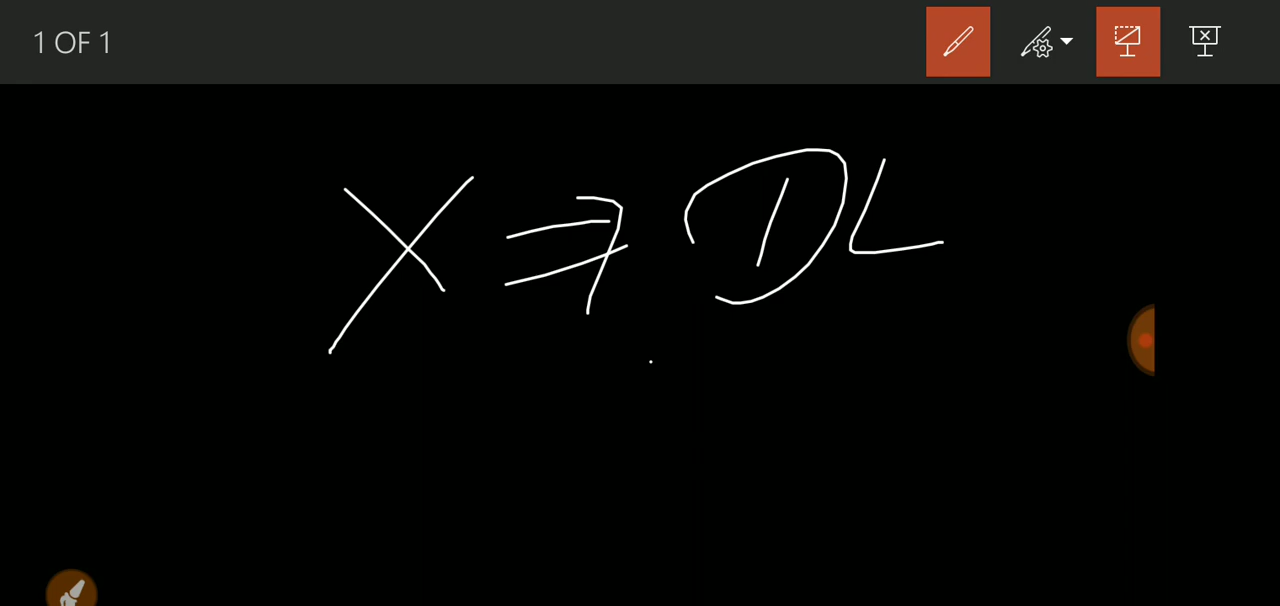 1 OF 1
X ⇒ DL